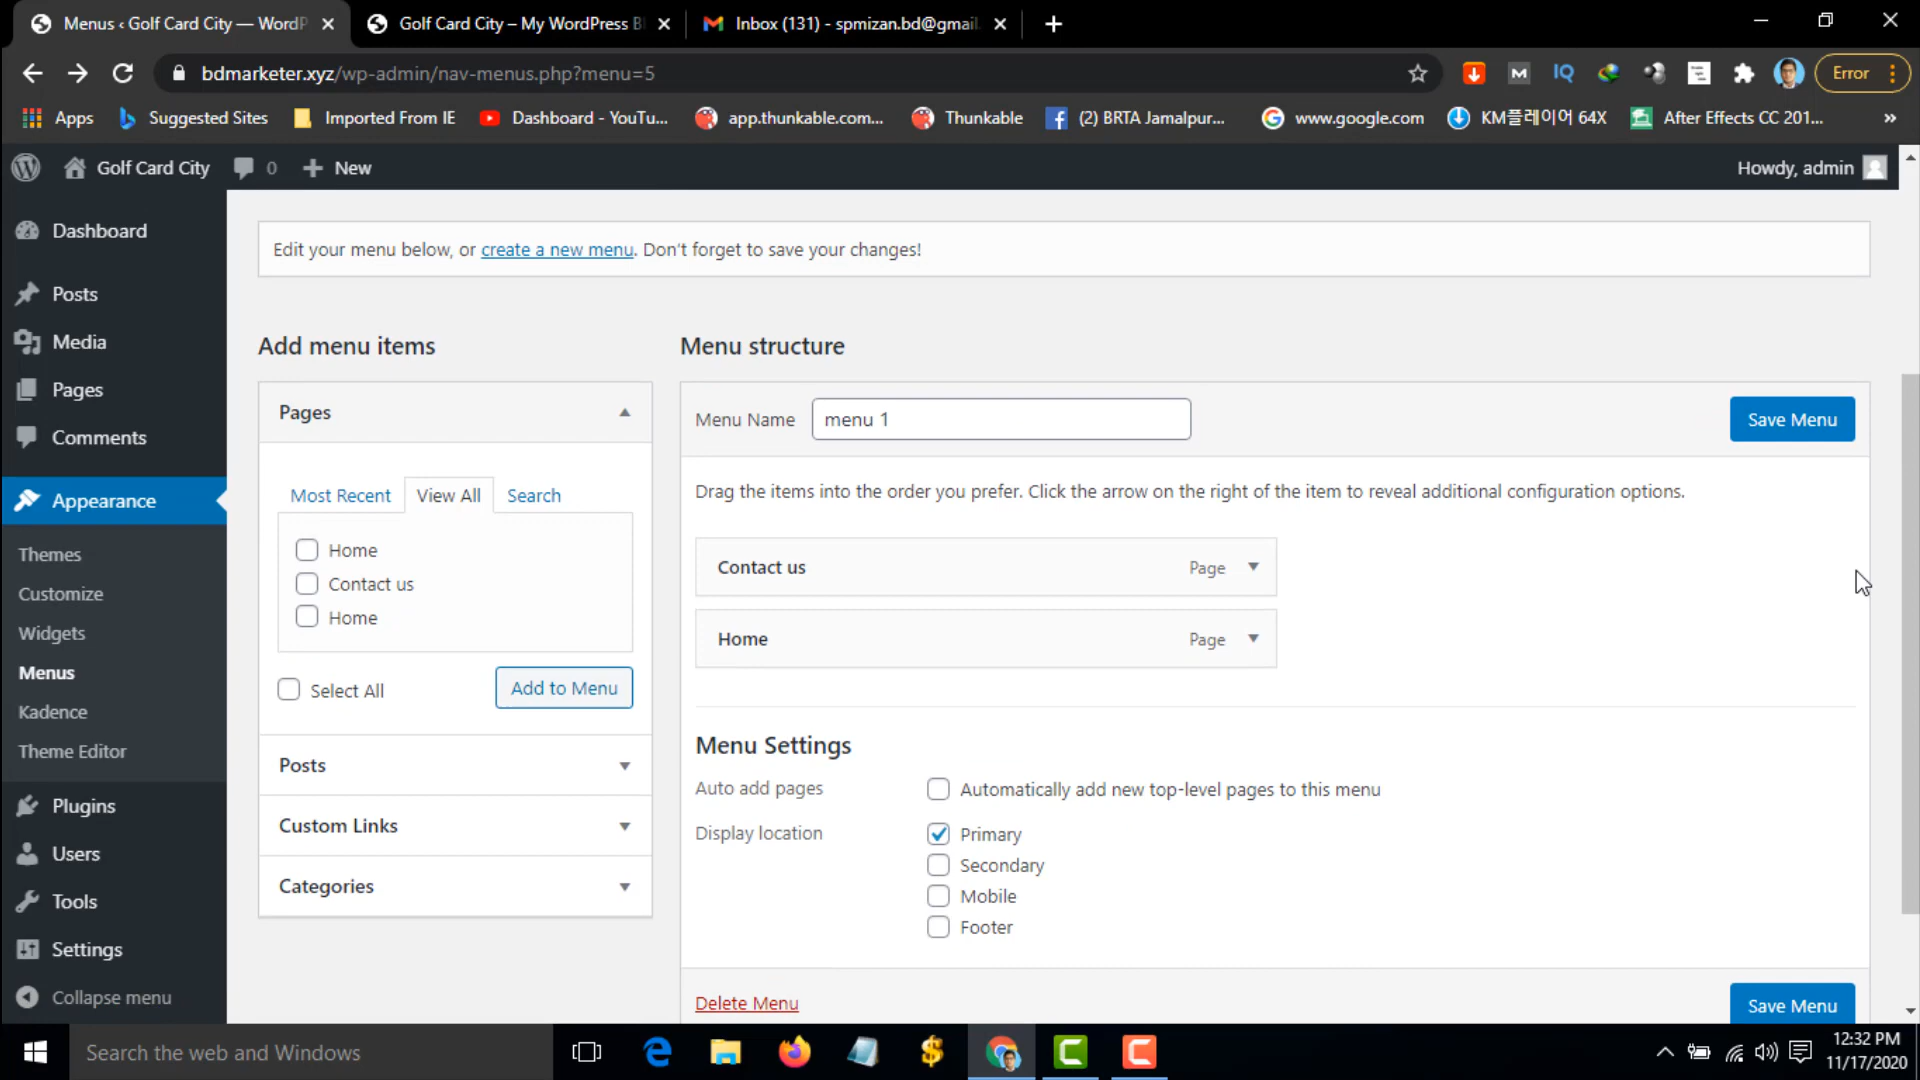 Menus ‹ Golf Card City — WordP
Golf Card City – My WordPress B
Inbox (131) - spmizan.bd@gmail.
bdmarketer.xyz/wp-admin/nav-menus.php?menu=5
Error
Apps
Suggested Sites
Imported From IE
Dashboard - YouTu...
app.thunkable.com...
Thunkable
(2) BRTA Jamalpur...
www.google.com
KM플레이어 64X
After Effects CC 201...
»
Golf Card City
0
New
Howdy, admin
Dashboard
Posts
Media
Pages
Comments
Appearance
Themes
Customize
Widgets
Menus
Kadence
Theme Editor
Plugins
Users
Tools
Settings
Collapse menu
Edit your menu below, or create a new menu. Don't forget to save your changes!
Add menu items
Pages
Most Recent
View All
Search
Home
Contact us
Home
Select All
Add to Menu
Posts
Custom Links
Categories
Menu structure
Menu Name
menu 1
Save Menu
Drag the items into the order you prefer. Click the arrow on the right of the item to reveal additional configuration options.
Contact us
Page
Home
Page
Menu Settings
Auto add pages
Automatically add new top-level pages to this menu
Display location
Primary
Secondary
Mobile
Footer
Delete Menu
Save Menu
Search the web and Windows
12:32 PM
11/17/2020